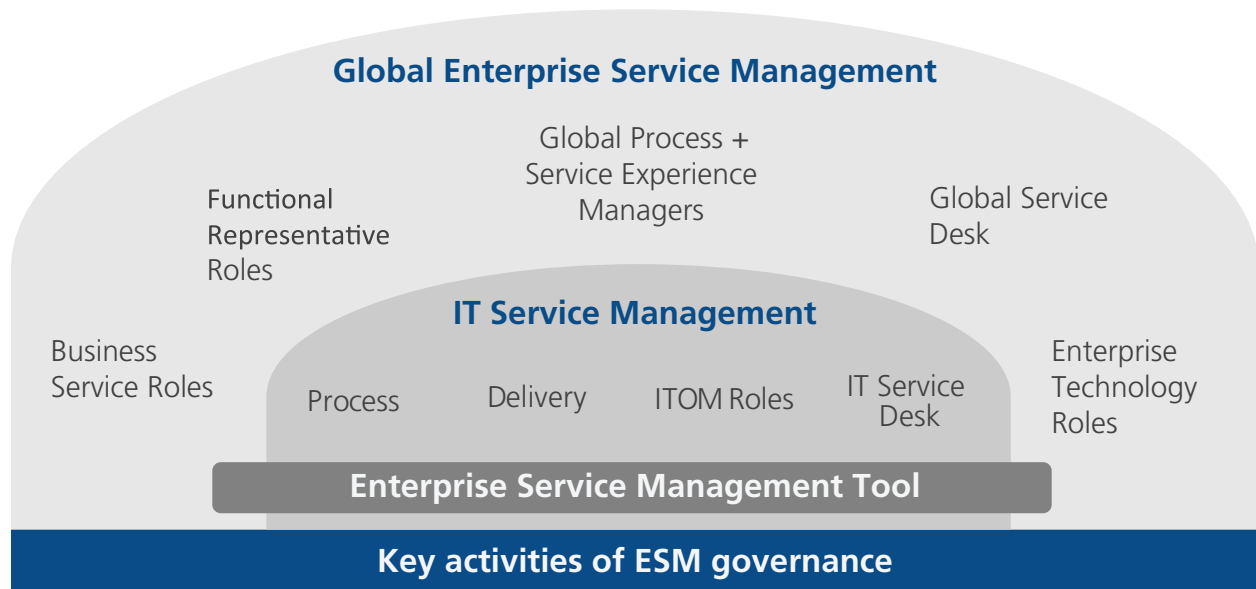 Global Enterprise Service Management
Global Process +
Service Experience
Managers
Functional
Representative
Roles
Global Service
Desk
IT Service Management
Business
Service Roles
Process
Delivery
ITOM Roles
IT Service
Desk
Enterprise
Technology
Roles
Enterprise Service Management Tool
Key activities of ESM governance